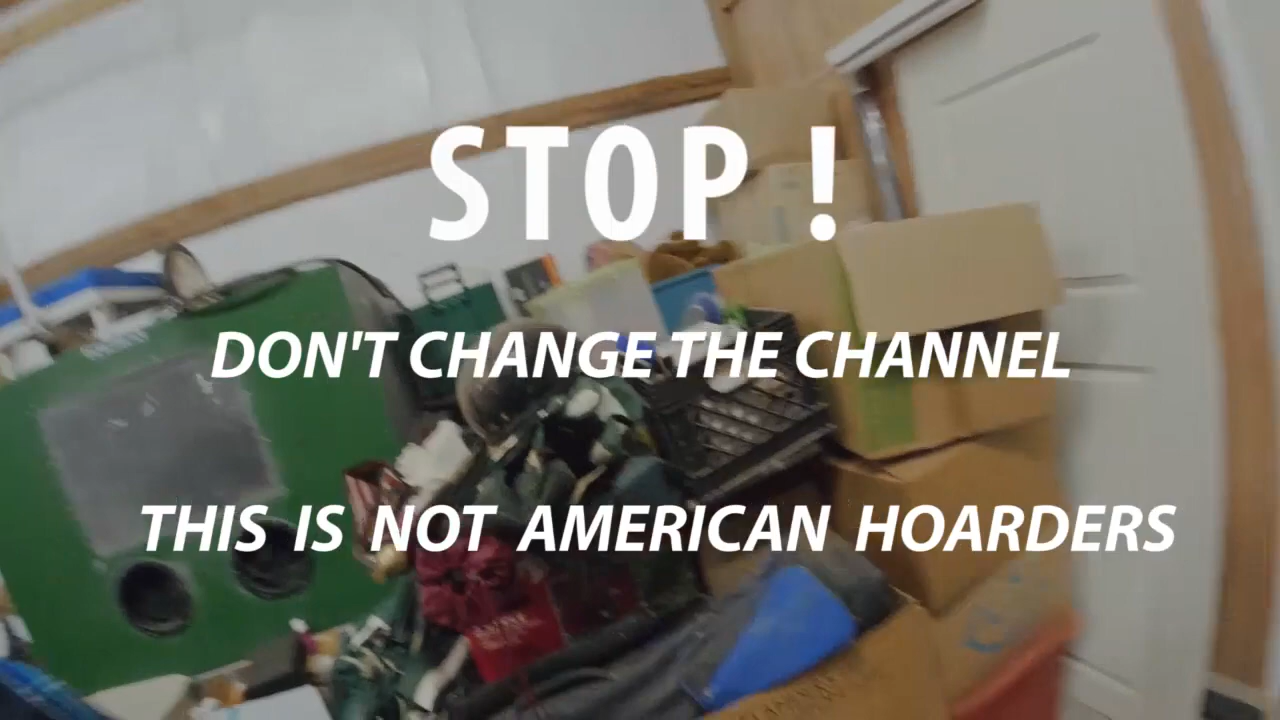 STOP !
DON'T CHANGE THE CHANNEL
THIS IS NOT AMERICAN HOARDERS